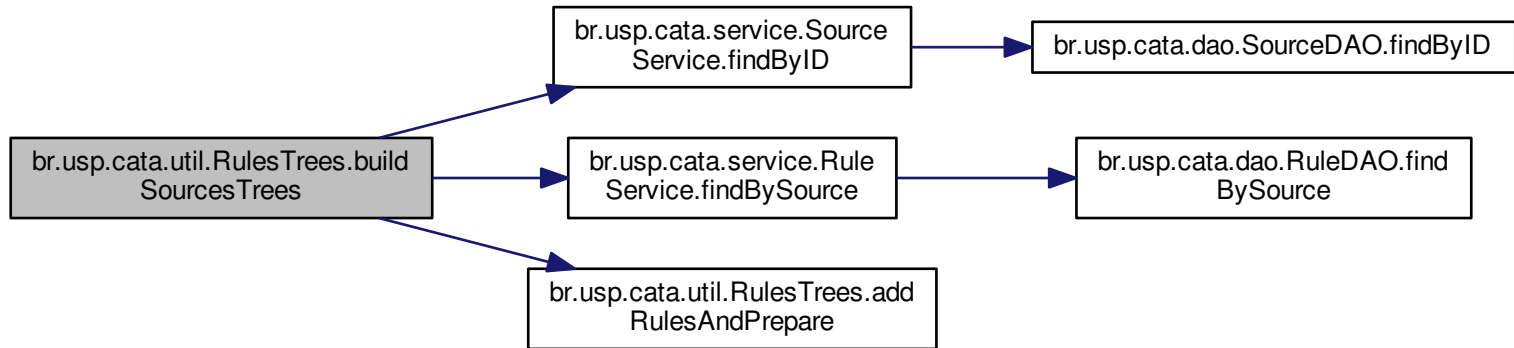 br.usp.cata.service.Source
Service.findByID
br.usp.cata.dao.SourceDAO.findByID
br.usp.cata.util.RulesTrees.build
SourcesTrees
br.usp.cata.service.Rule
Service.findBySource
br.usp.cata.dao.RuleDAO.find
BySource
br.usp.cata.util.RulesTrees.add
RulesAndPrepare